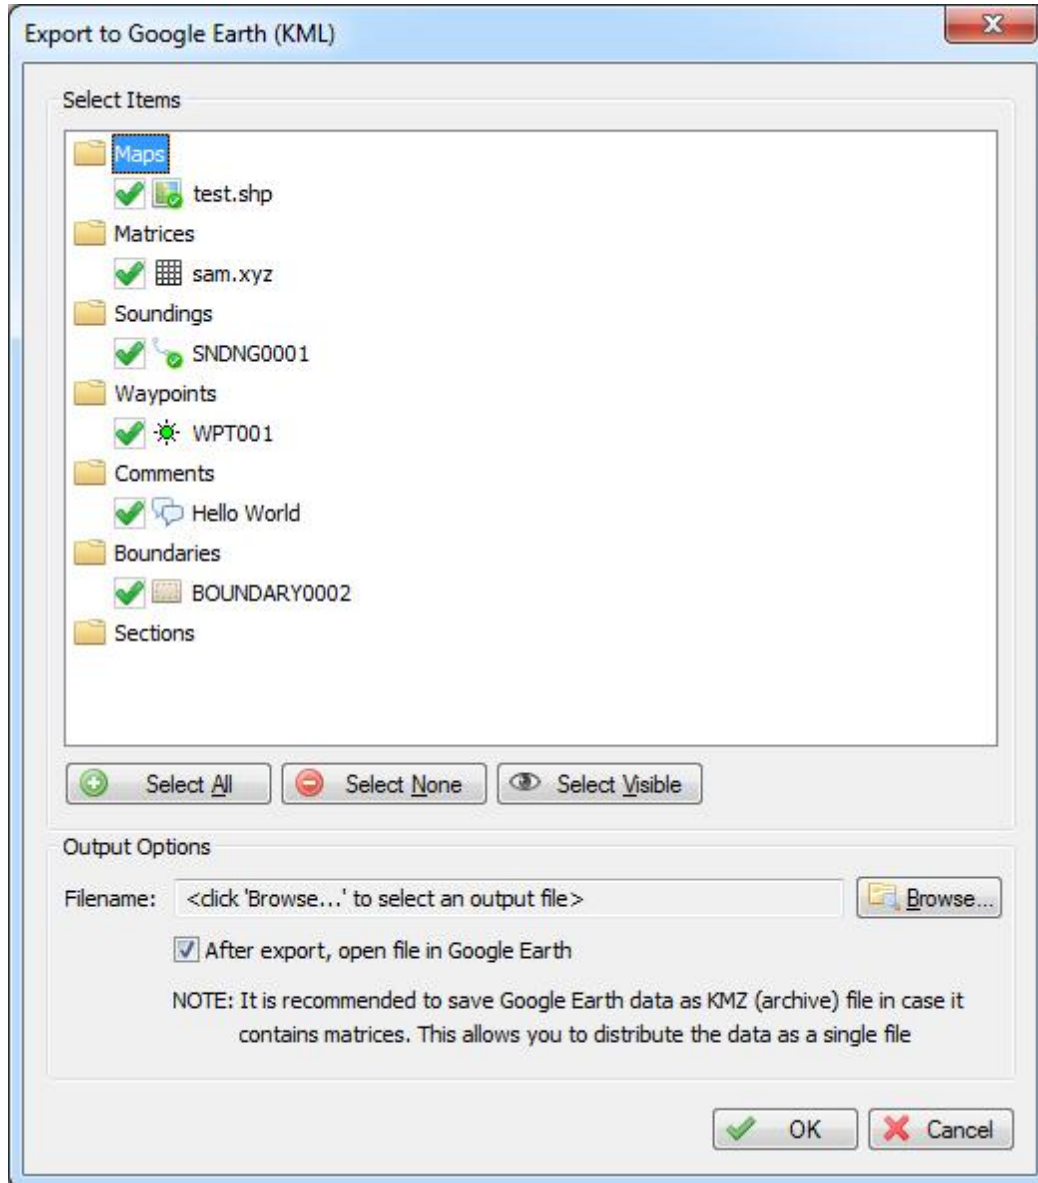 Export to Google Earth (KML)
Select Items
Maps
test.shp
Matrices
sam.xyz
Soundings
SNDNG0001
Waypoints
WPT001
Comments
Hello World
Boundaries
BOUNDARY0002
Sections
Select All Select None Select Visible
Output Options
Filename: <click 'Browse...' to select an output file> Browse...
After export, open file in Google Earth
NOTE: It is recommended to save Google Earth data as KMZ (archive) file in case it
contains matrices. This allows you to distribute the data as a single file
OK Cancel